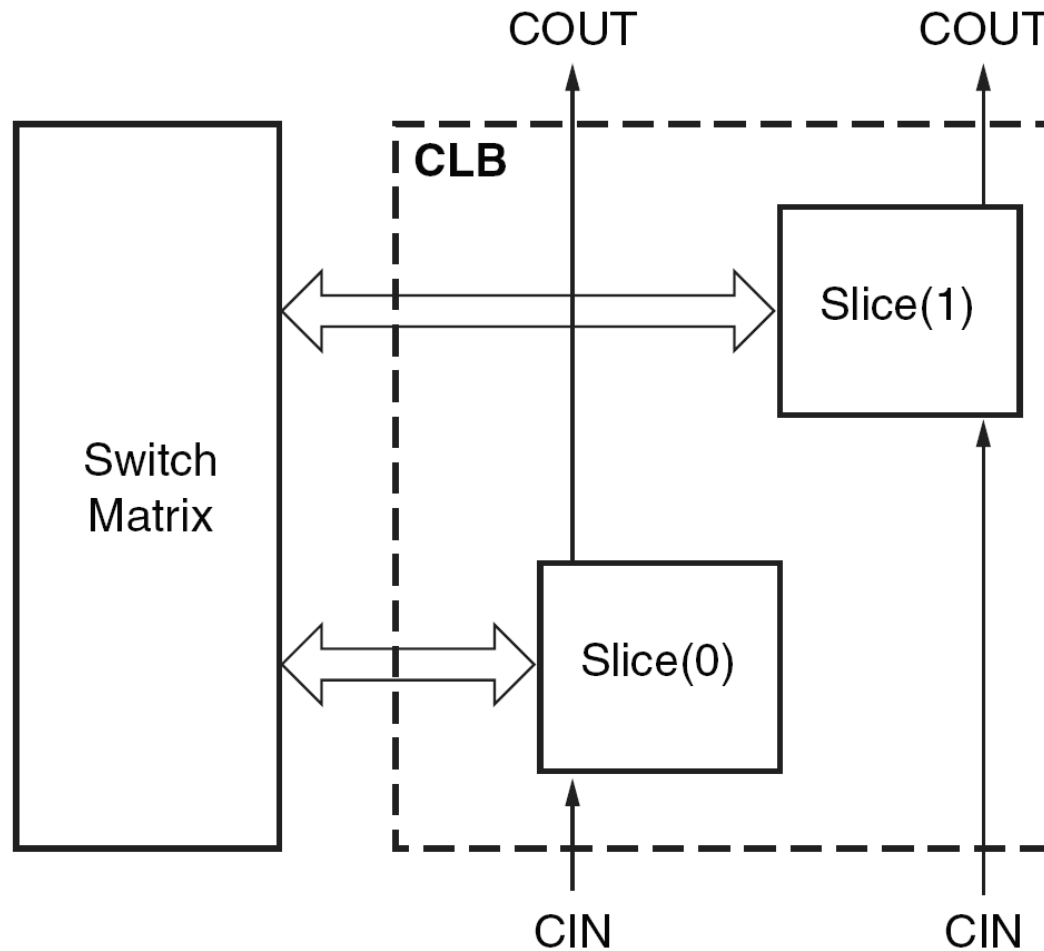 COUT
COUT
CLB
Slice(1)
Switch
Matrix
Slice(0)
CIN
CIN